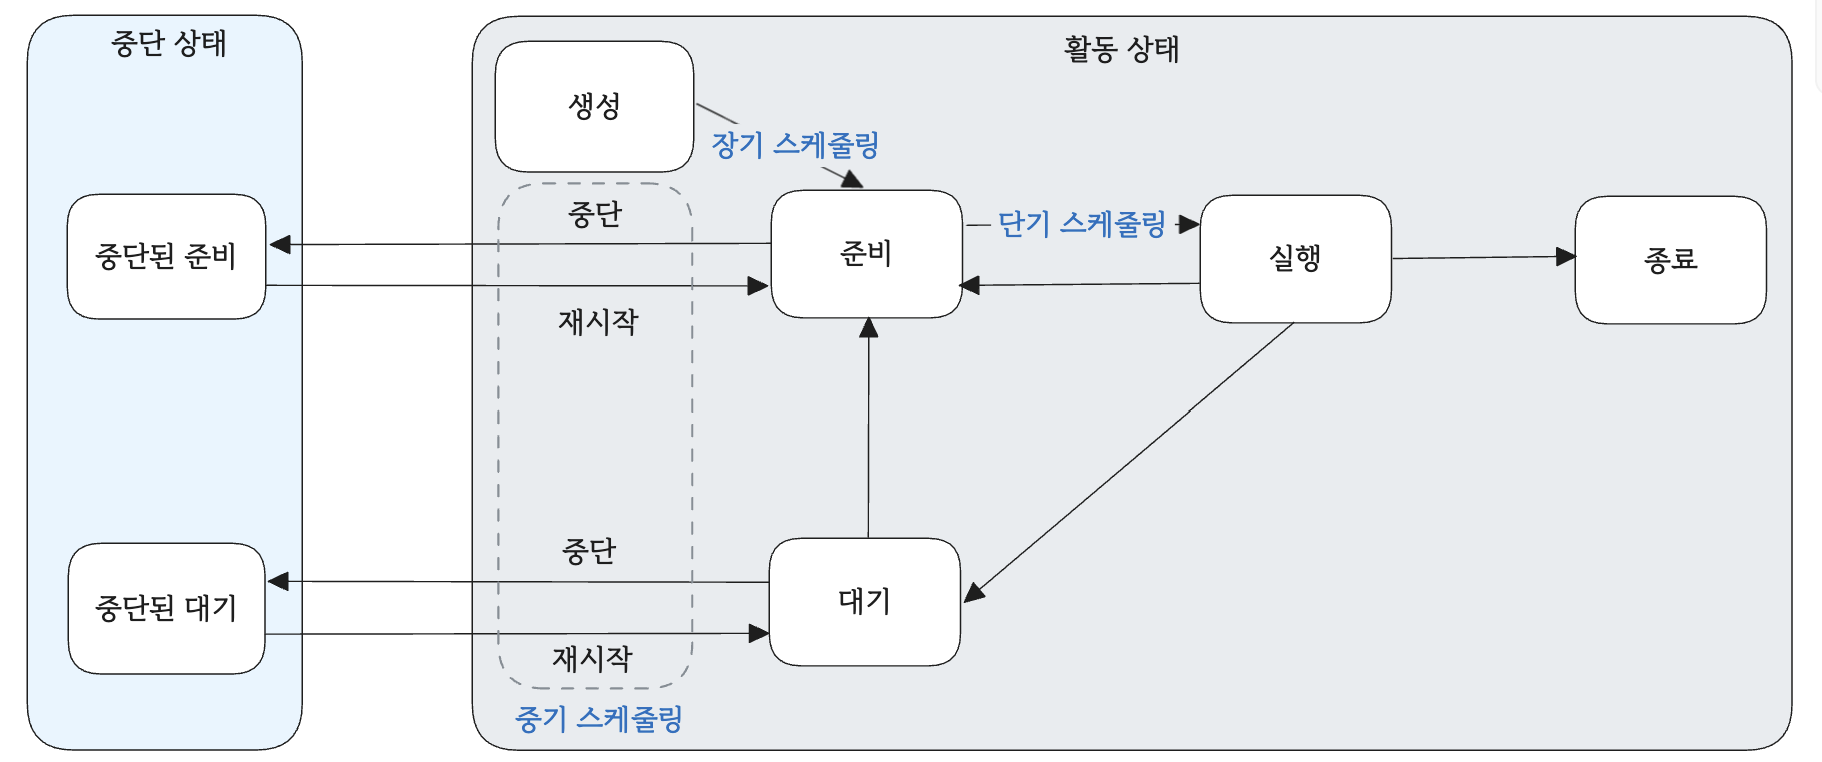 중단 상태
활동 상태
생성
장기 스케줄링
중단
중단된 준비
준비
단기 스케줄링
실행
종료
재시작
중단
중단된 대기
대기
재시작
중기 스케줄링